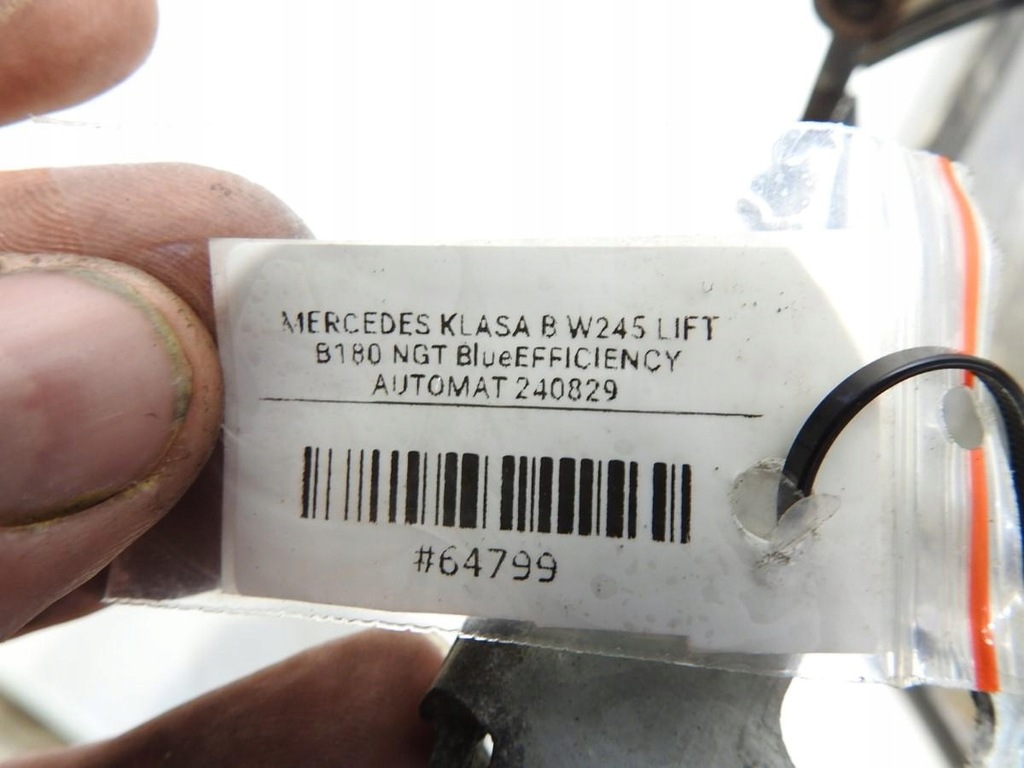 MERCEDES KLASA B W245 LIFT
B180 NGT BlueEFFICIENCY
AUTOMAT 240829
#64799